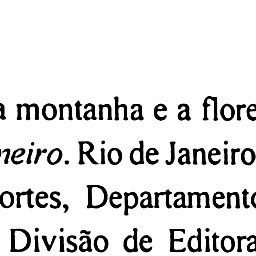 a montanha e a flore
neiro. Rio de Janeiro
ortes, Departamento
Divisão de Editora